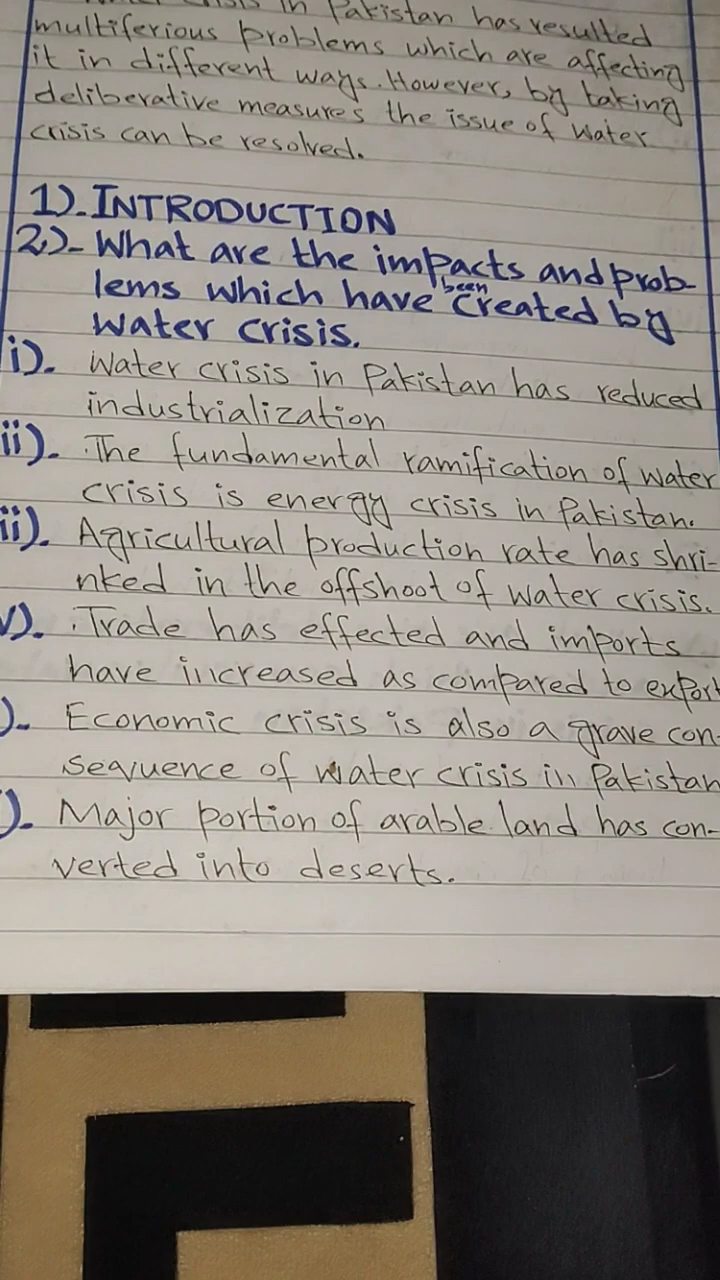 in Pakistan has resulted
multiferious problems which are affecting
it in different ways. However, by taking
deliberative measures the issue of water
crisis can be resolved.
1). INTRODUCTION
2)- What are the impacts and prob-
lems which have been created by
water crisis.
i). Water crisis in Pakistan has reduced
industrialization
ii). The fundamental ramification of water
crisis is energy crisis in Pakistan.
ii). Agricultural production rate has shri-
nked in the offshoot of water crisis.
v). Trade has effected and imports
have increased as compared to export
). Economic crisis is also a grave con-
sequence of water crisis in Pakistan
). Major portion of arable land has con-
verted into deserts.